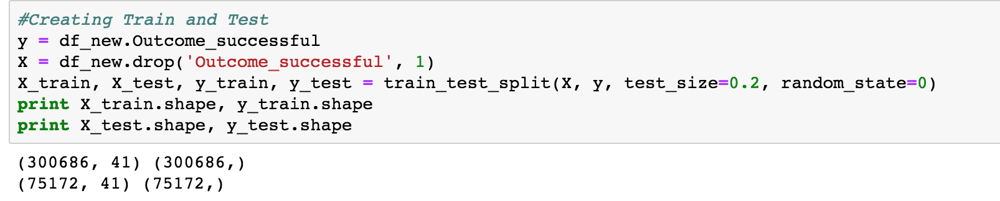 #Creating Train and Test
y = df_new.Outcome_successful
X = df_new.drop('Outcome_successful', 1)
X_train, X_test, y_train, y_test = train_test_split(X, y, test_size=0.2, random_state=0)
print X_train.shape, y_train.shape
print X_test.shape, y_test.shape
(300686, 41) (300686,)
(75172, 41) (75172,)